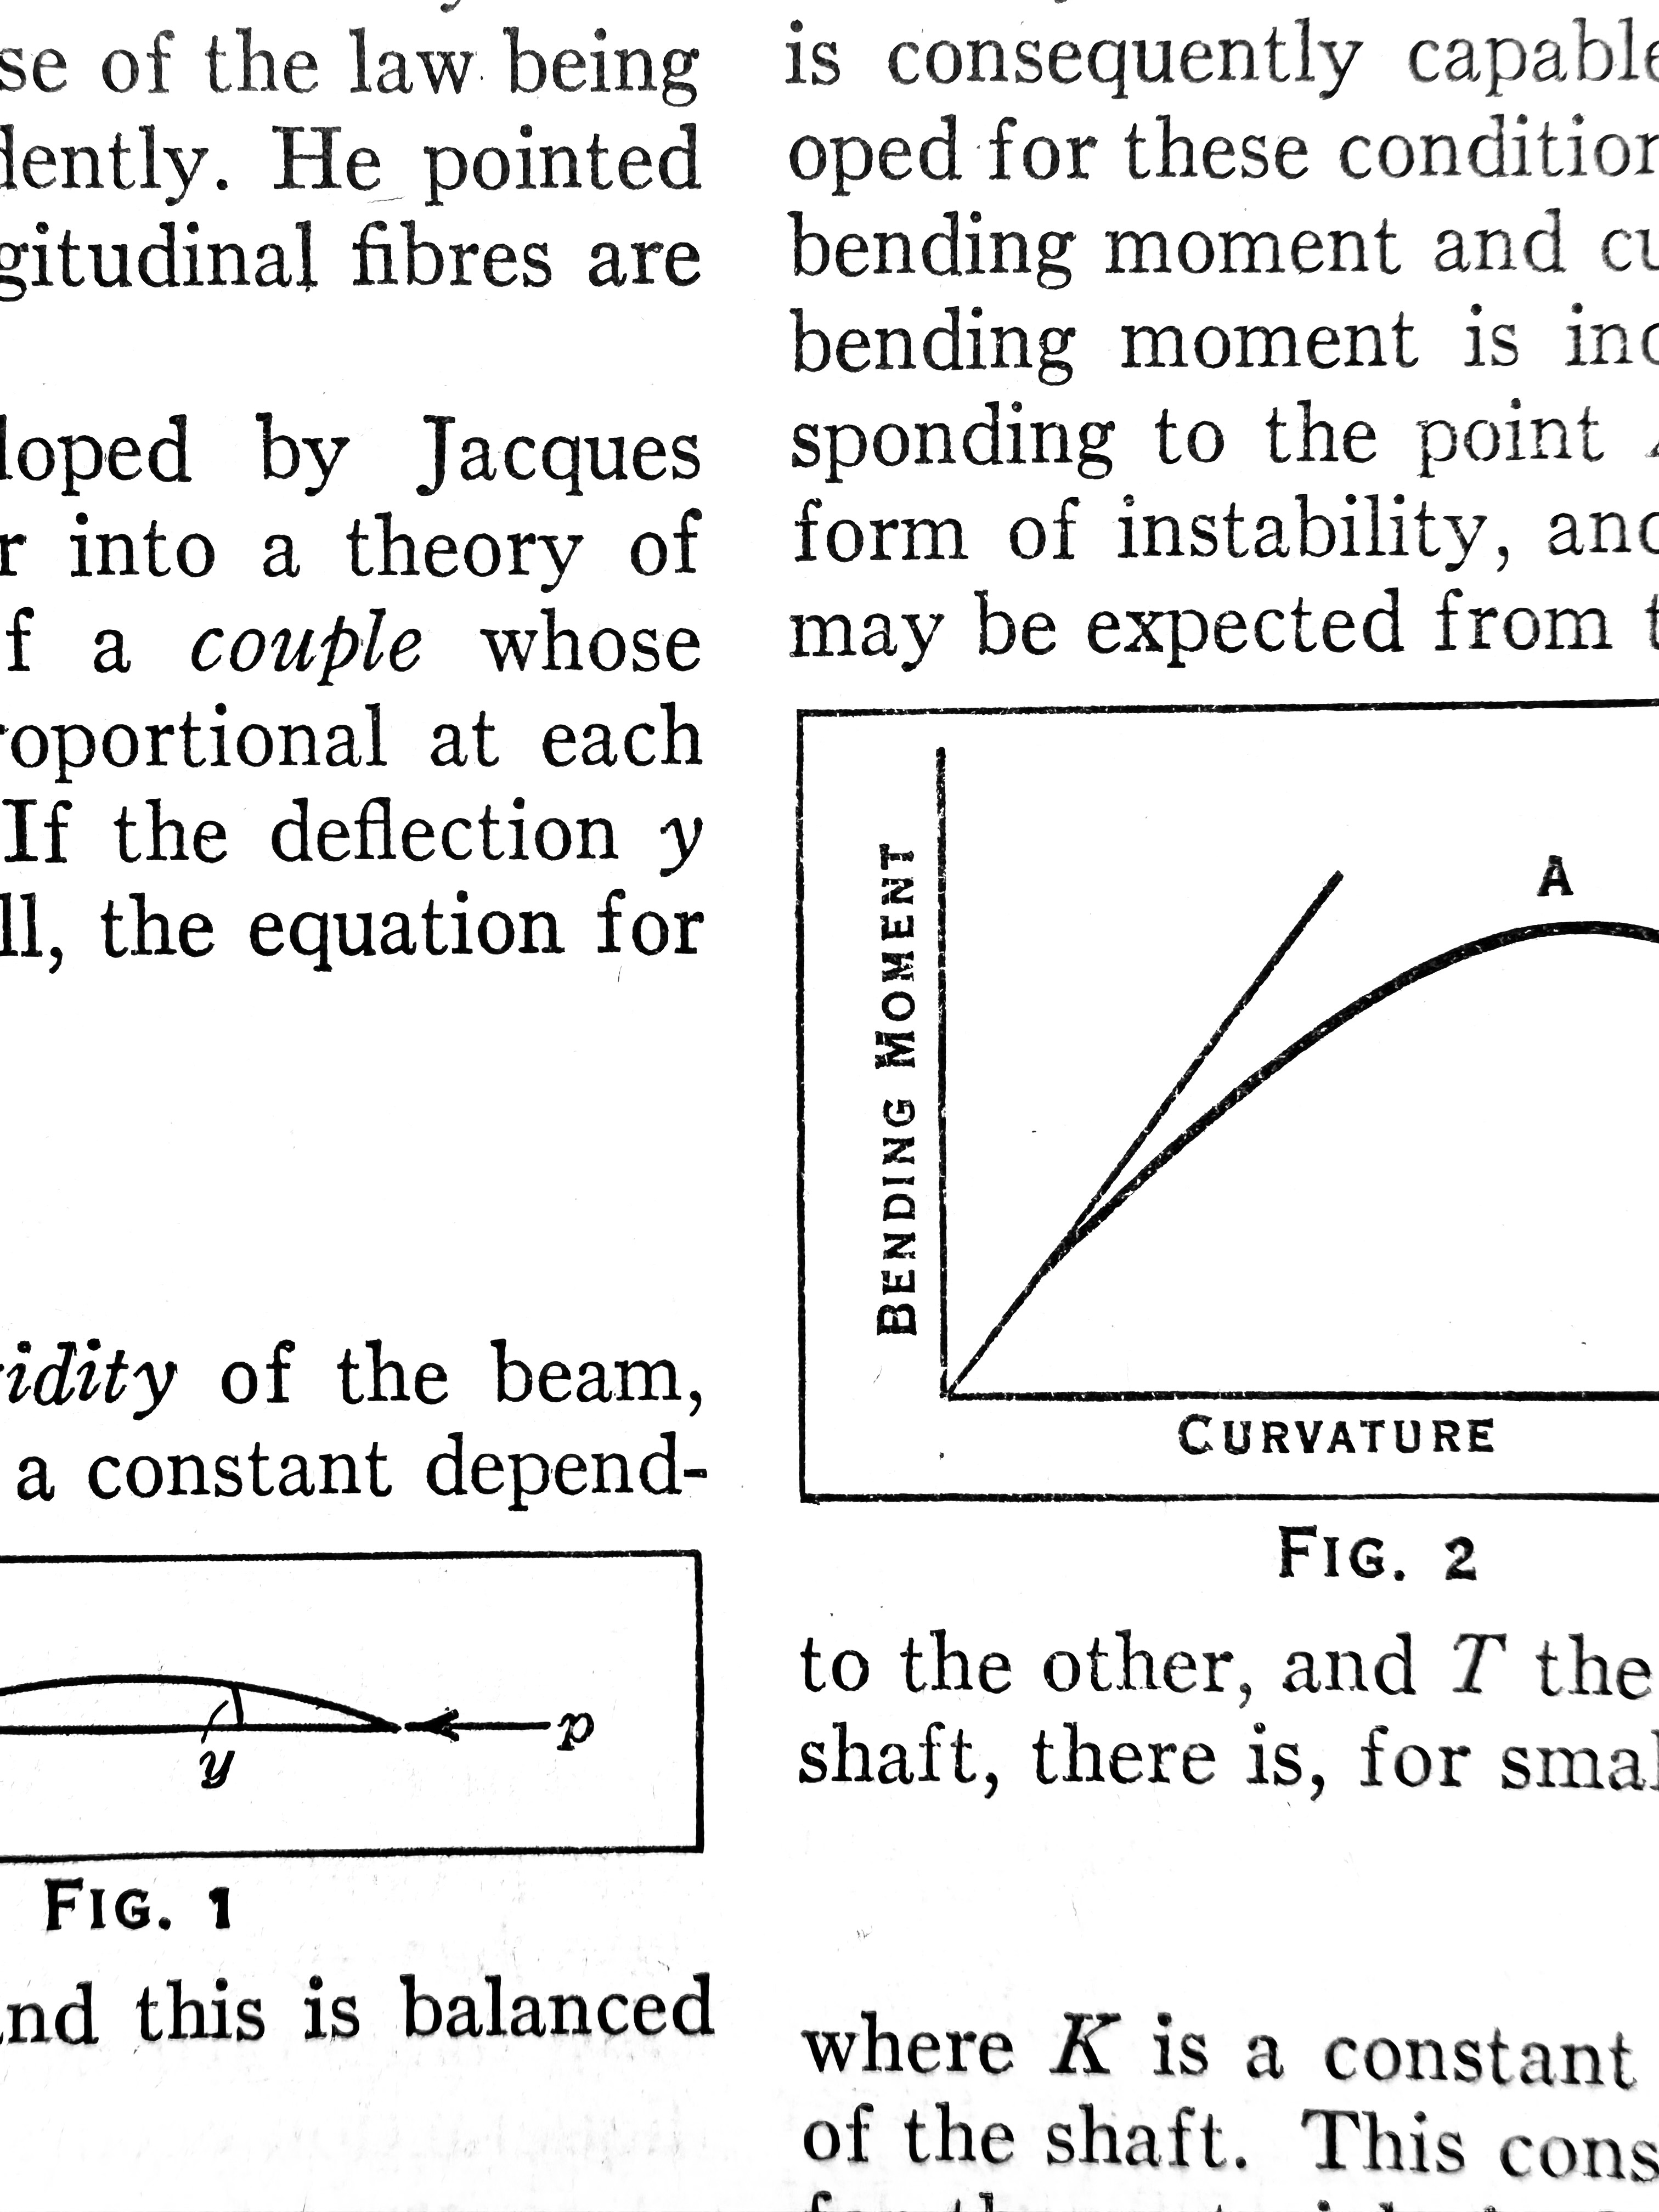 se of the law being
dently. He pointed
gitudinal fibres are
loped by Jacques
r into a theory of
f a couple whose
roportional at each
If the deflection y
ll, the equation for
idity of the beam,
a constant depend-
y
p
FIG. 1
and this is balanced
is consequently capable
oped for these condition
bending moment and cu
bending moment is inc
sponding to the point
form of instability, and
may be expected from t
A
BENDING MOMENT
CURVATURE
FIG. 2
to the other, and T the
shaft, there is, for smal
where K is a constant
of the shaft. This cons